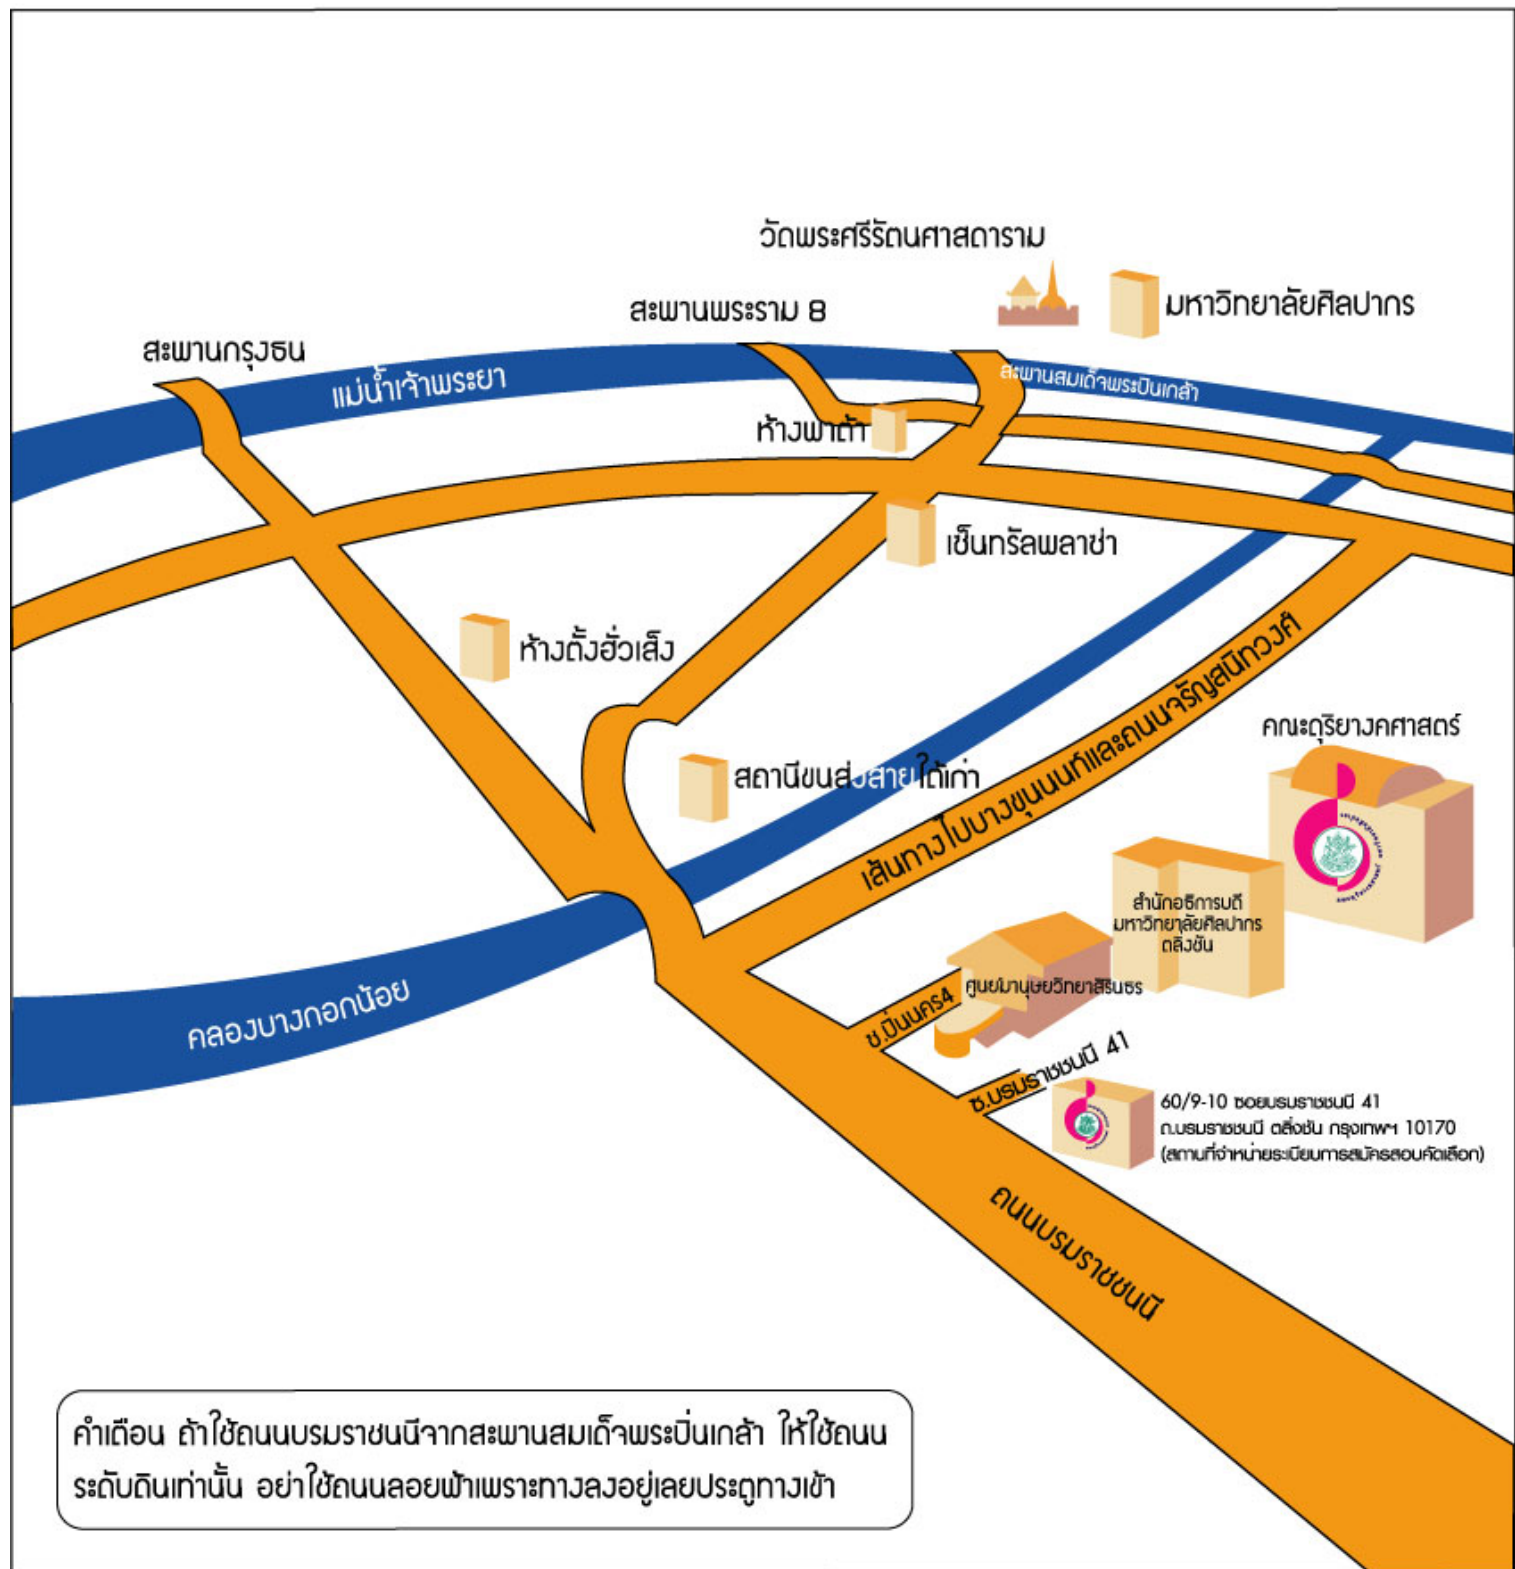 วัดพระศรีรัตนศาสดาราม
มหาวิทยาลัยศิลปากร
สะพานพระราม 8
สะพานกรุงธน
แม่น้ำเจ้าพระยา
สะพานสมเด็จพระปิ่นเกล้า
ห้างพาต้า
เซ็นทรัลพลาซ่า
ห้างตั้งฮั่วเส็ง
เส้นทางไปบางขุนนนท์และถนนจรัญสนิทวงศ์
คณะดุริยางคศาสตร์
สถานีขนส่งสายใต้เก่า
สำนักอธิการบดี
มหาวิทยาลัยศิลปากร
ตลิ่งชัน
ศูนย์มานุษยวิทยาสิรินธร
คลองบางกอกน้อย
ซ.ปิ่นนคร4
ซ.บรมราชชนนี 41
60/9-10 ซอยบรมราชชนนี 41
ถ.บรมราชชนนี ตลิ่งชัน กรุงเทพฯ 10170
(สถานที่จำหน่ายระเบียบการสมัครสอบคัดเลือก)
ถนนบรมราชชนนี
คำเตือน ถ้าใช้ถนนบรมราชนนีจากสะพานสมเด็จพระปิ่นเกล้า ให้ใช้ถนน
ระดับดินเท่านั้น อย่าใช้ถนนลอยฟ้าเพราะทางลงอยู่เลยประตูทางเข้า